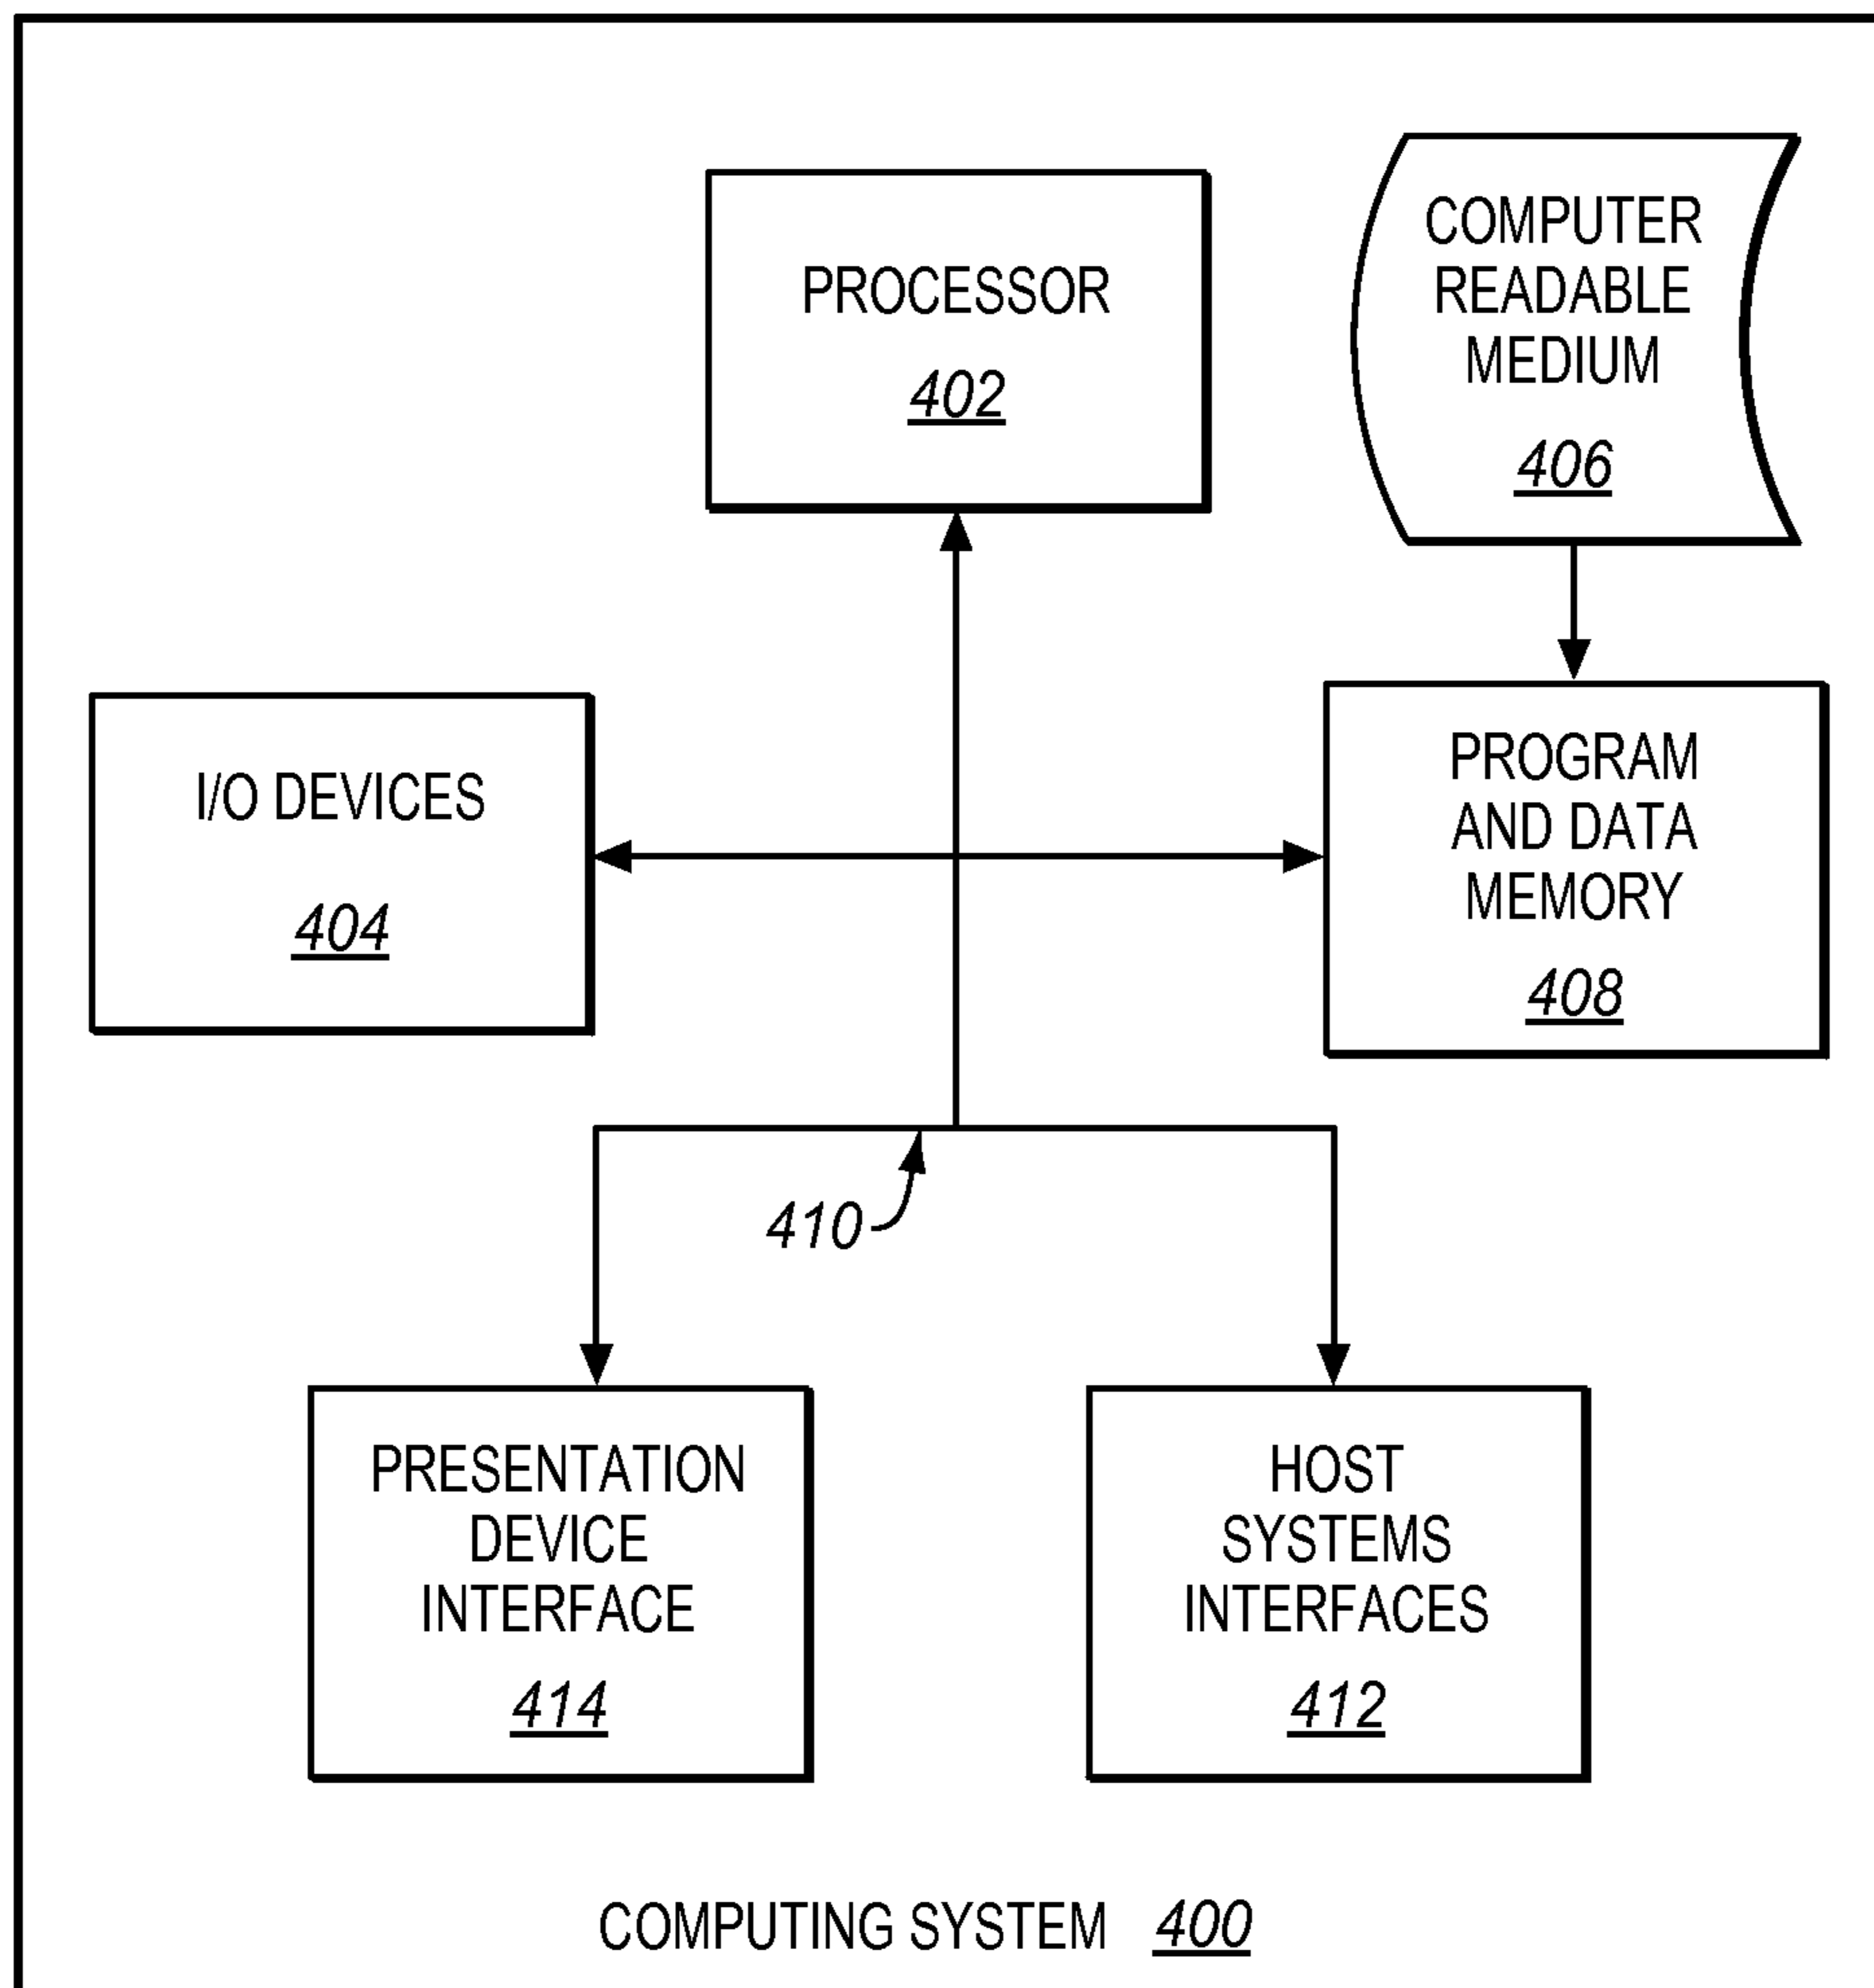 PROCESSOR
402
COMPUTER
READABLE
MEDIUM
406
I/O DEVICES
404
PROGRAM
AND DATA
MEMORY
408
410
PRESENTATION
DEVICE
INTERFACE
414
HOST
SYSTEMS
INTERFACES
412
COMPUTING SYSTEM 400